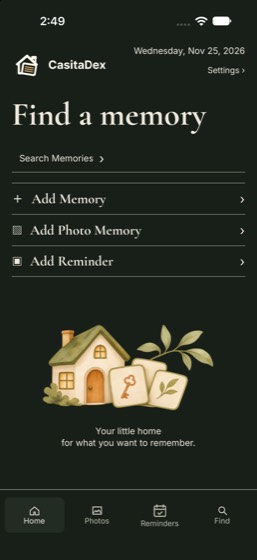 2:49
Wednesday, Nov 25, 2026
CasitaDex
Settings ›
Find a memory
Search Memories ›
+ Add Memory ›
Add Photo Memory ›
Add Reminder ›
Your little home
for what you want to remember.
Home Photos Reminders Find